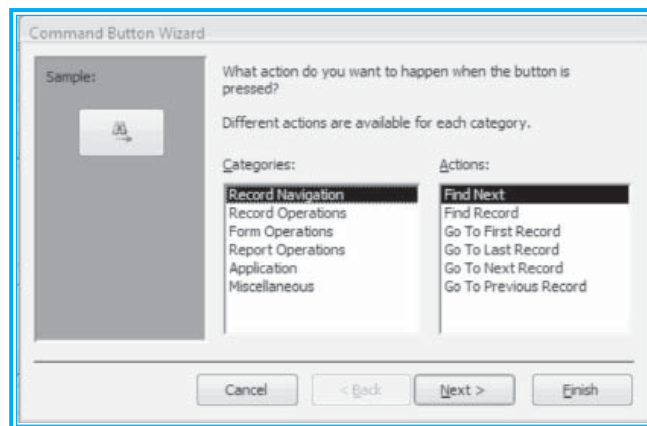 Command Button Wizard
Sample:
What action do you want to happen when the button is
pressed?
Different actions are available for each category.
Categories:
Record Navigation
Record Operations
Form Operations
Report Operations
Application
Miscellaneous
Actions:
Find Next
Find Record
Go To First Record
Go To Last Record
Go To Next Record
Go To Previous Record
Cancel
< Back
Next >
Finish